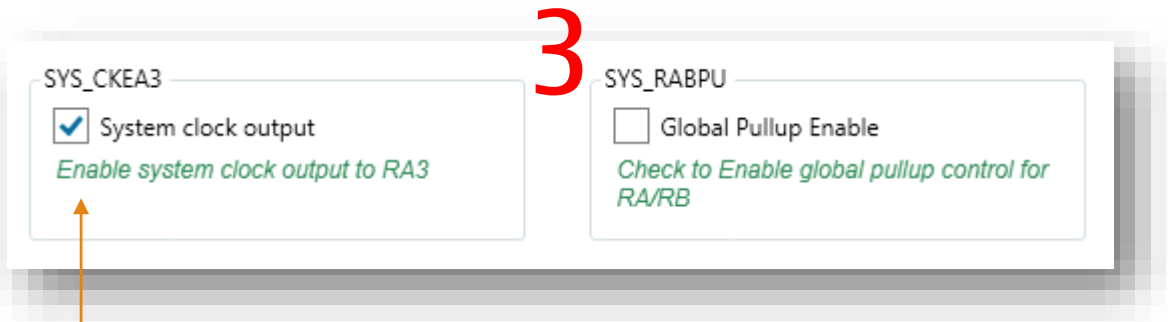 3
SYS_CKEA3
System clock output
Enable system clock output to RA3
SYS_RABPU
Global Pullup Enable
Check to Enable global pullup control for
RA/RB